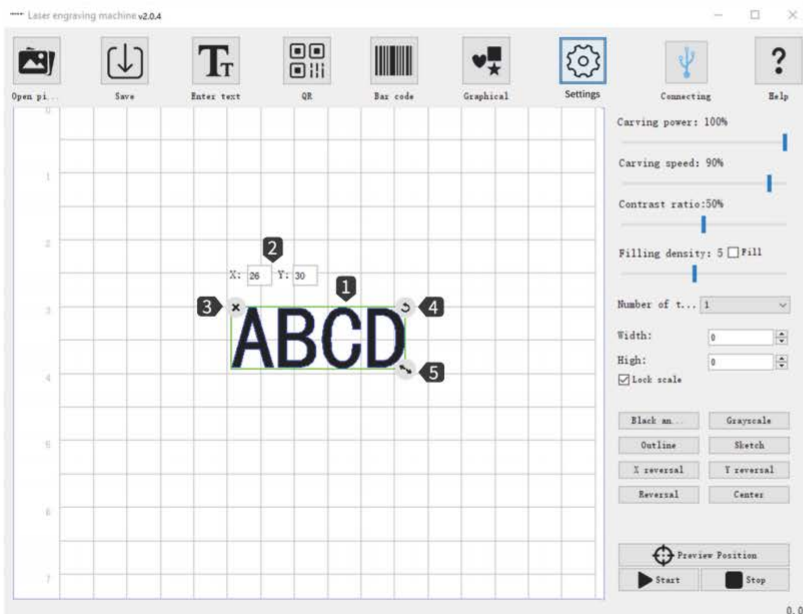 Laser engraving machine v2.0.4
Open pi...
Save
Enter text
QR
Bar code
Graphical
Settings
Connecting
Help
0
1
2
3
4
5
6
7
2
X: 26 Y: 30
1
3
4
ABCD
5
Carving power: 100%
Carving speed: 90%
Contrast ratio:50%
Filling density: 5 Fill
Number of t... 1
Width: 0
High: 0
Lock scale
Black an... Grayscale
Outline Sketch
X reversal Y reversal
Reversal Center
Preview Position
Start Stop
0.0